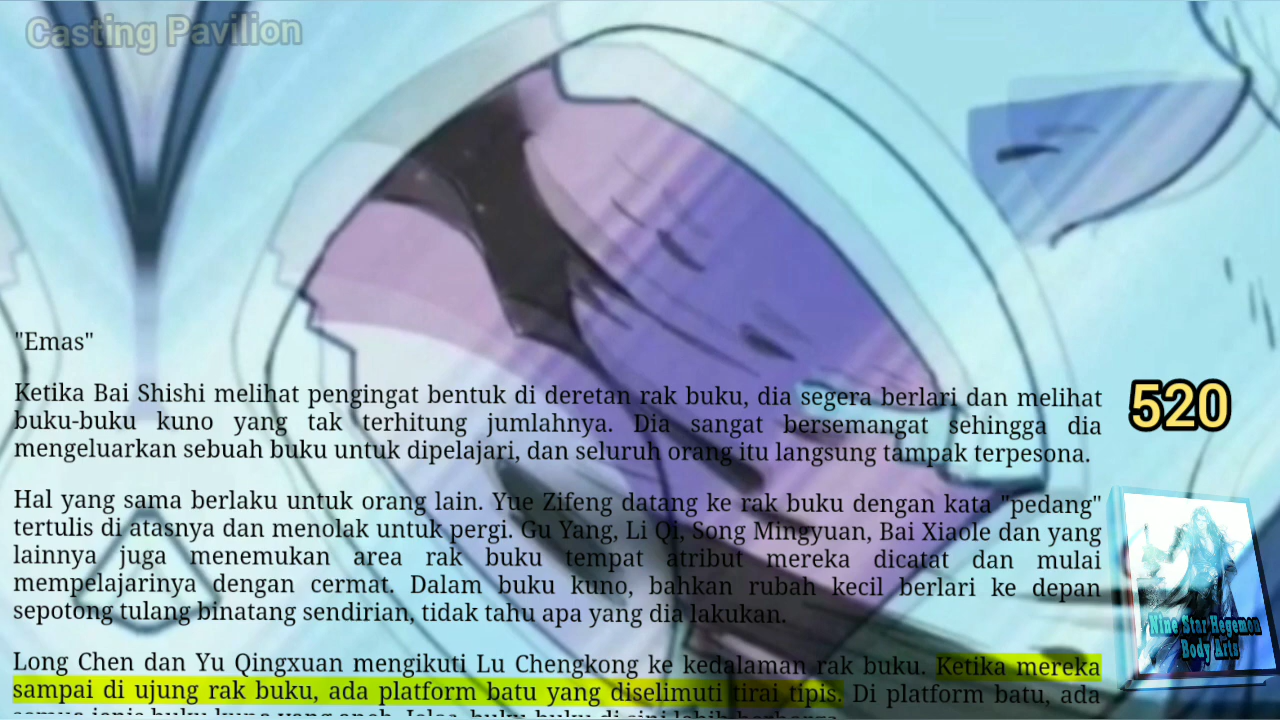 Casting Pavilion
"Emas"
Ketika Bai Shishi melihat pengingat bentuk di deretan rak buku, dia segera berlari dan melihat
buku-buku kuno yang tak terhitung jumlahnya. Dia sangat bersemangat sehingga dia
mengeluarkan sebuah buku untuk dipelajari, dan seluruh orang itu langsung tampak terpesona.
520
Hal yang sama berlaku untuk orang lain. Yue Zifeng datang ke rak buku dengan kata "pedang"
tertulis di atasnya dan menolak untuk pergi. Gu Yang, Li Qi, Song Mingyuan, Bai Xiaole dan yang
lainnya juga menemukan area rak buku tempat atribut mereka dicatat dan mulai
mempelajarinya dengan cermat. Dalam buku kuno, bahkan rubah kecil berlari ke depan
sepotong tulang binatang sendirian, tidak tahu apa yang dia lakukan.
Nine Star Hegemon
Body Arts
Long Chen dan Yu Qingxuan mengikuti Lu Chengkong ke kedalaman rak buku. Ketika mereka
sampai di ujung rak buku, ada platform batu yang diselimuti tirai tipis. Di platform batu, ada